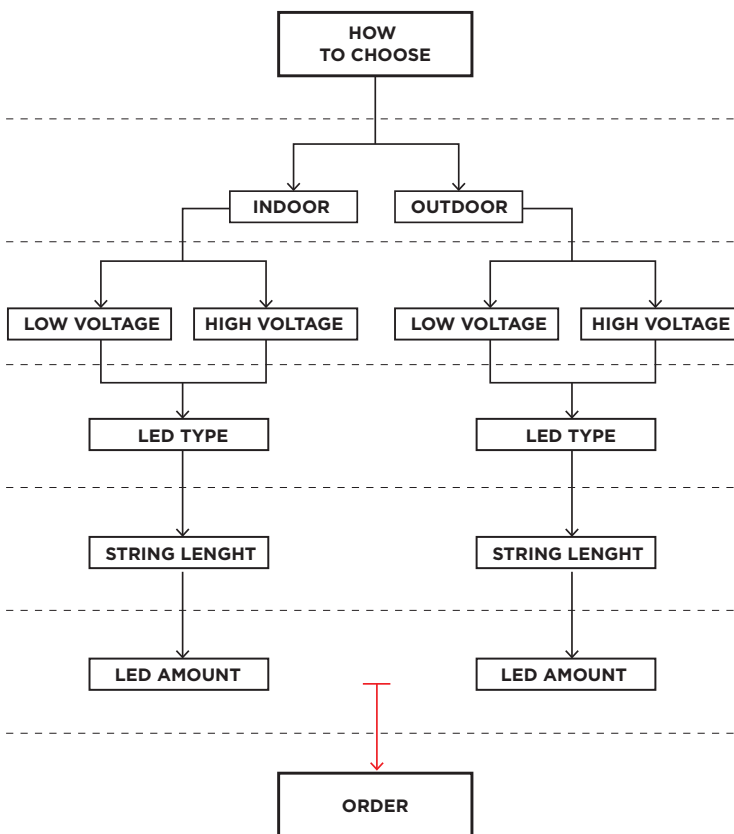 HOW
TO CHOOSE
INDOOR
OUTDOOR
LOW VOLTAGE
HIGH VOLTAGE
LOW VOLTAGE
HIGH VOLTAGE
LED TYPE
LED TYPE
STRING LENGHT
STRING LENGHT
LED AMOUNT
LED AMOUNT
ORDER